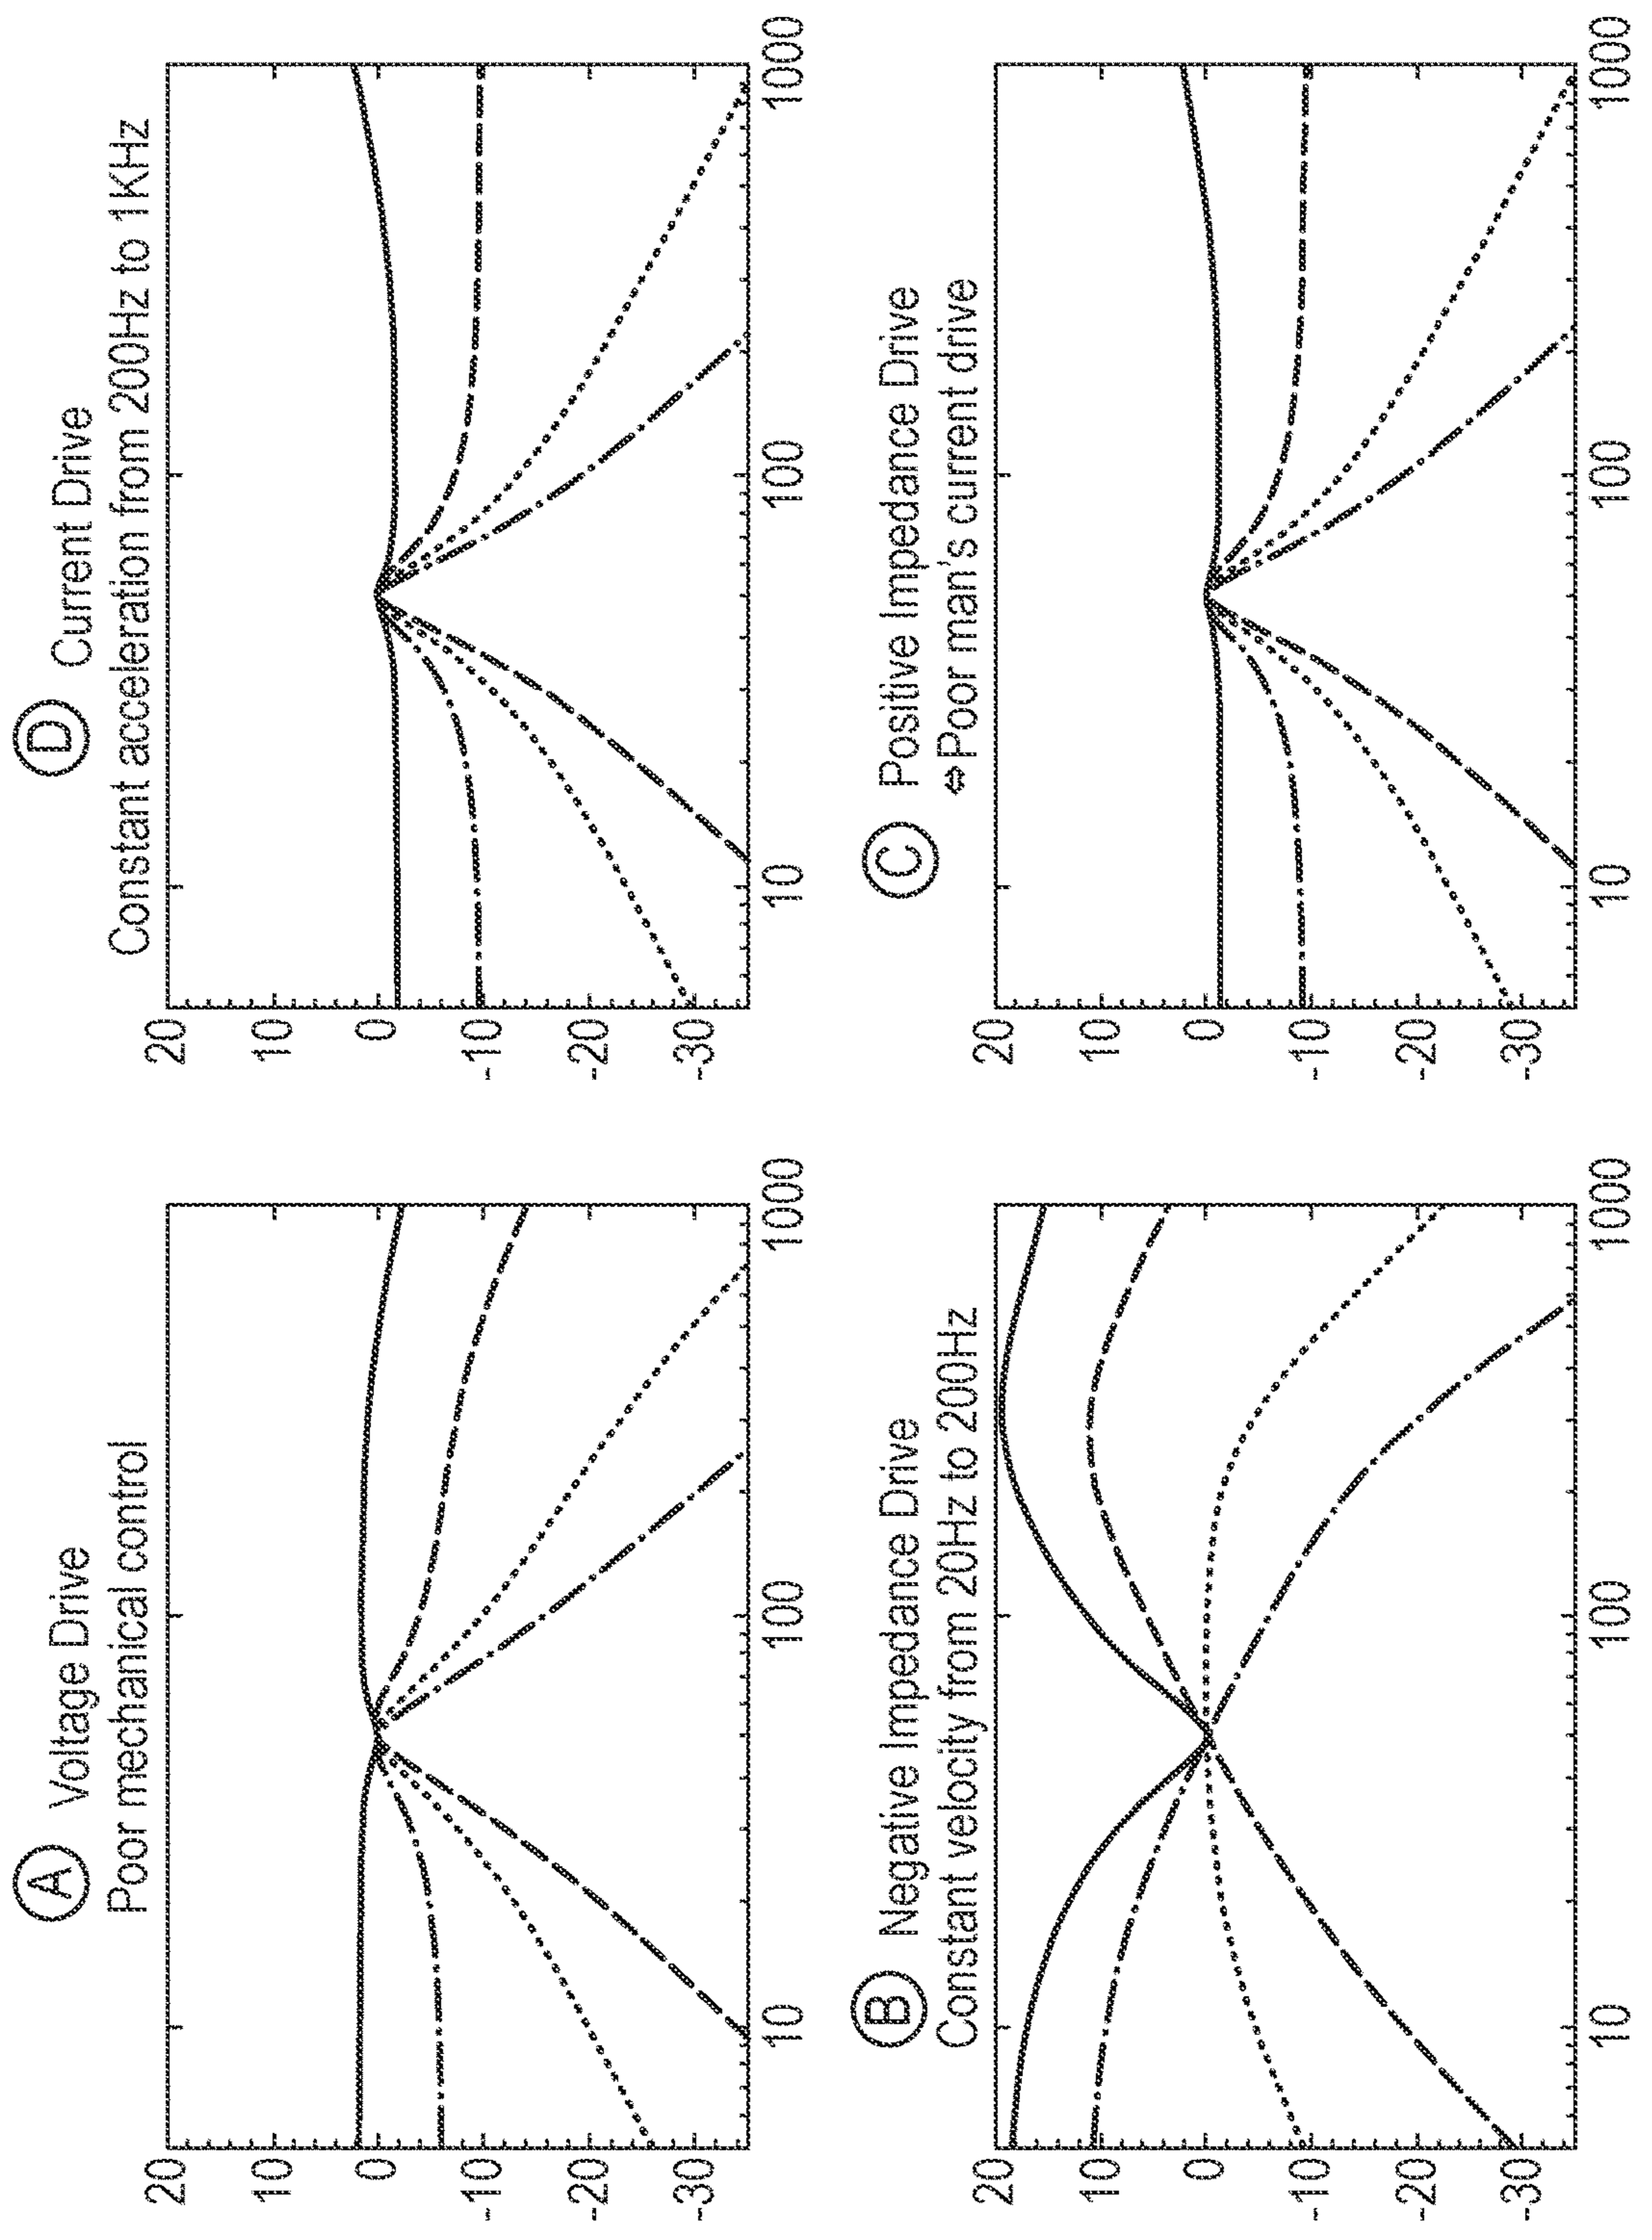 A Voltage Drive
Poor mechanical control
20
10
0
-10
-20
-30
10 100 1000
D Current Drive
Constant acceleration from 200Hz to 1KHz
20
10
0
-10
-20
-30
10 100 1000
B Negative Impedance Drive
Constant velocity from 20Hz to 200Hz
20
10
0
-10
-20
-30
10 100 1000
C Positive Impedance Drive
⇔Poor man's current drive
20
10
0
-10
-20
-30
10 100 1000